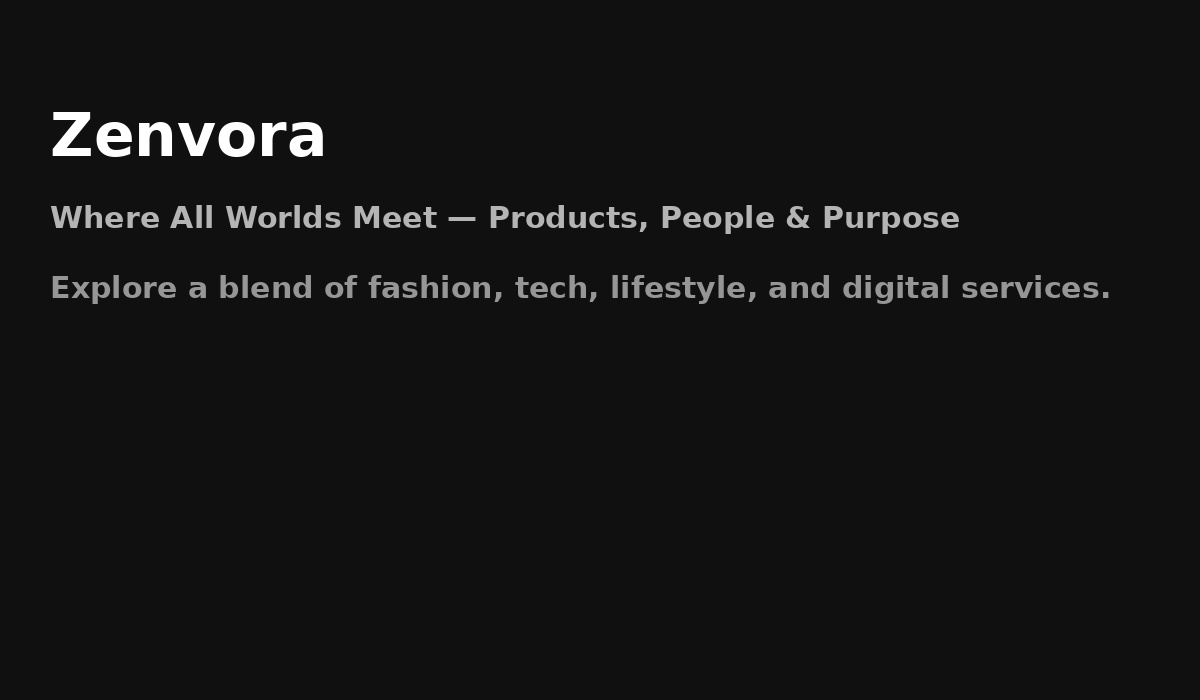 Zenvora
Where All Worlds Meet — Products, People & Purpose
Explore a blend of fashion, tech, lifestyle, and digital services.